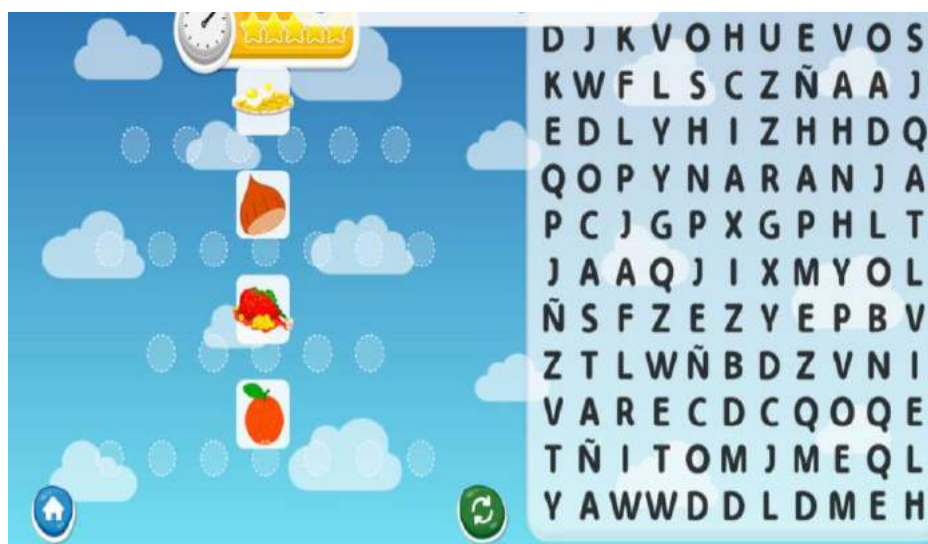 D J K V O H U E V O S
K W F L S C Z Ñ A A J
E D L Y H I Z H H D Q
Q O P Y N A R A N J A
P C J G P X G P H L T
J A A Q J I X M Y O L
Ñ S F Z E Z Y E P B V
Z T L W Ñ B D Z V N I
V A R E C D C Q O Q E
T Ñ I T O M J M E Q L
Y A W W D D L D M E H